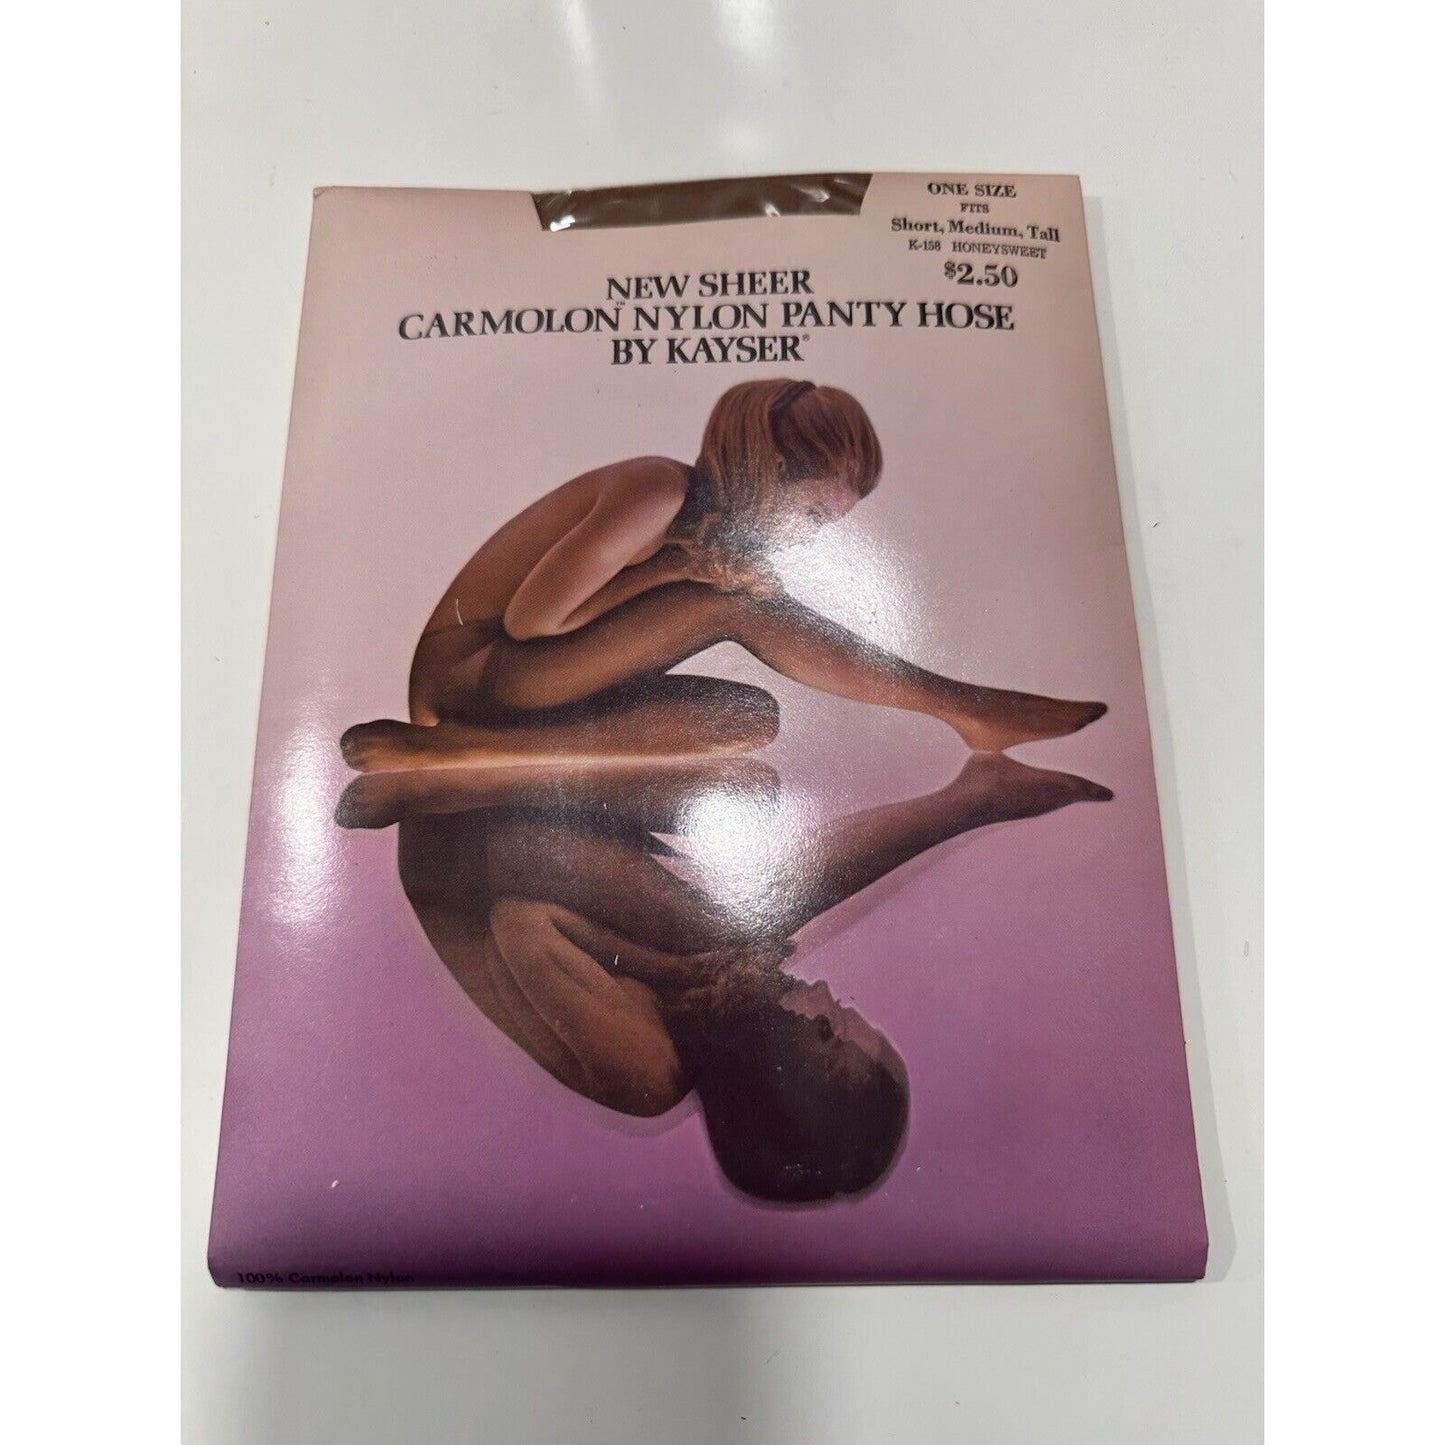 ONE SIZE
FITS
Short, Medium, Tall
K-158 HONEYSWEET
$2.50
NEW SHEER
CARMOLON™ NYLON PANTY HOSE
BY KAYSER®
100% Carmolon Nylon